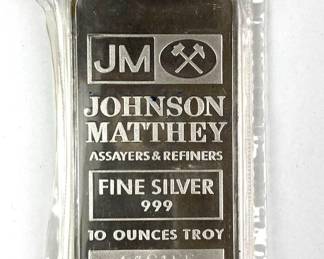 JM
JOHNSON
MATTHEY
ASSAYERS & REFINERS
FINE SILVER
999
10 OUNCES TROY